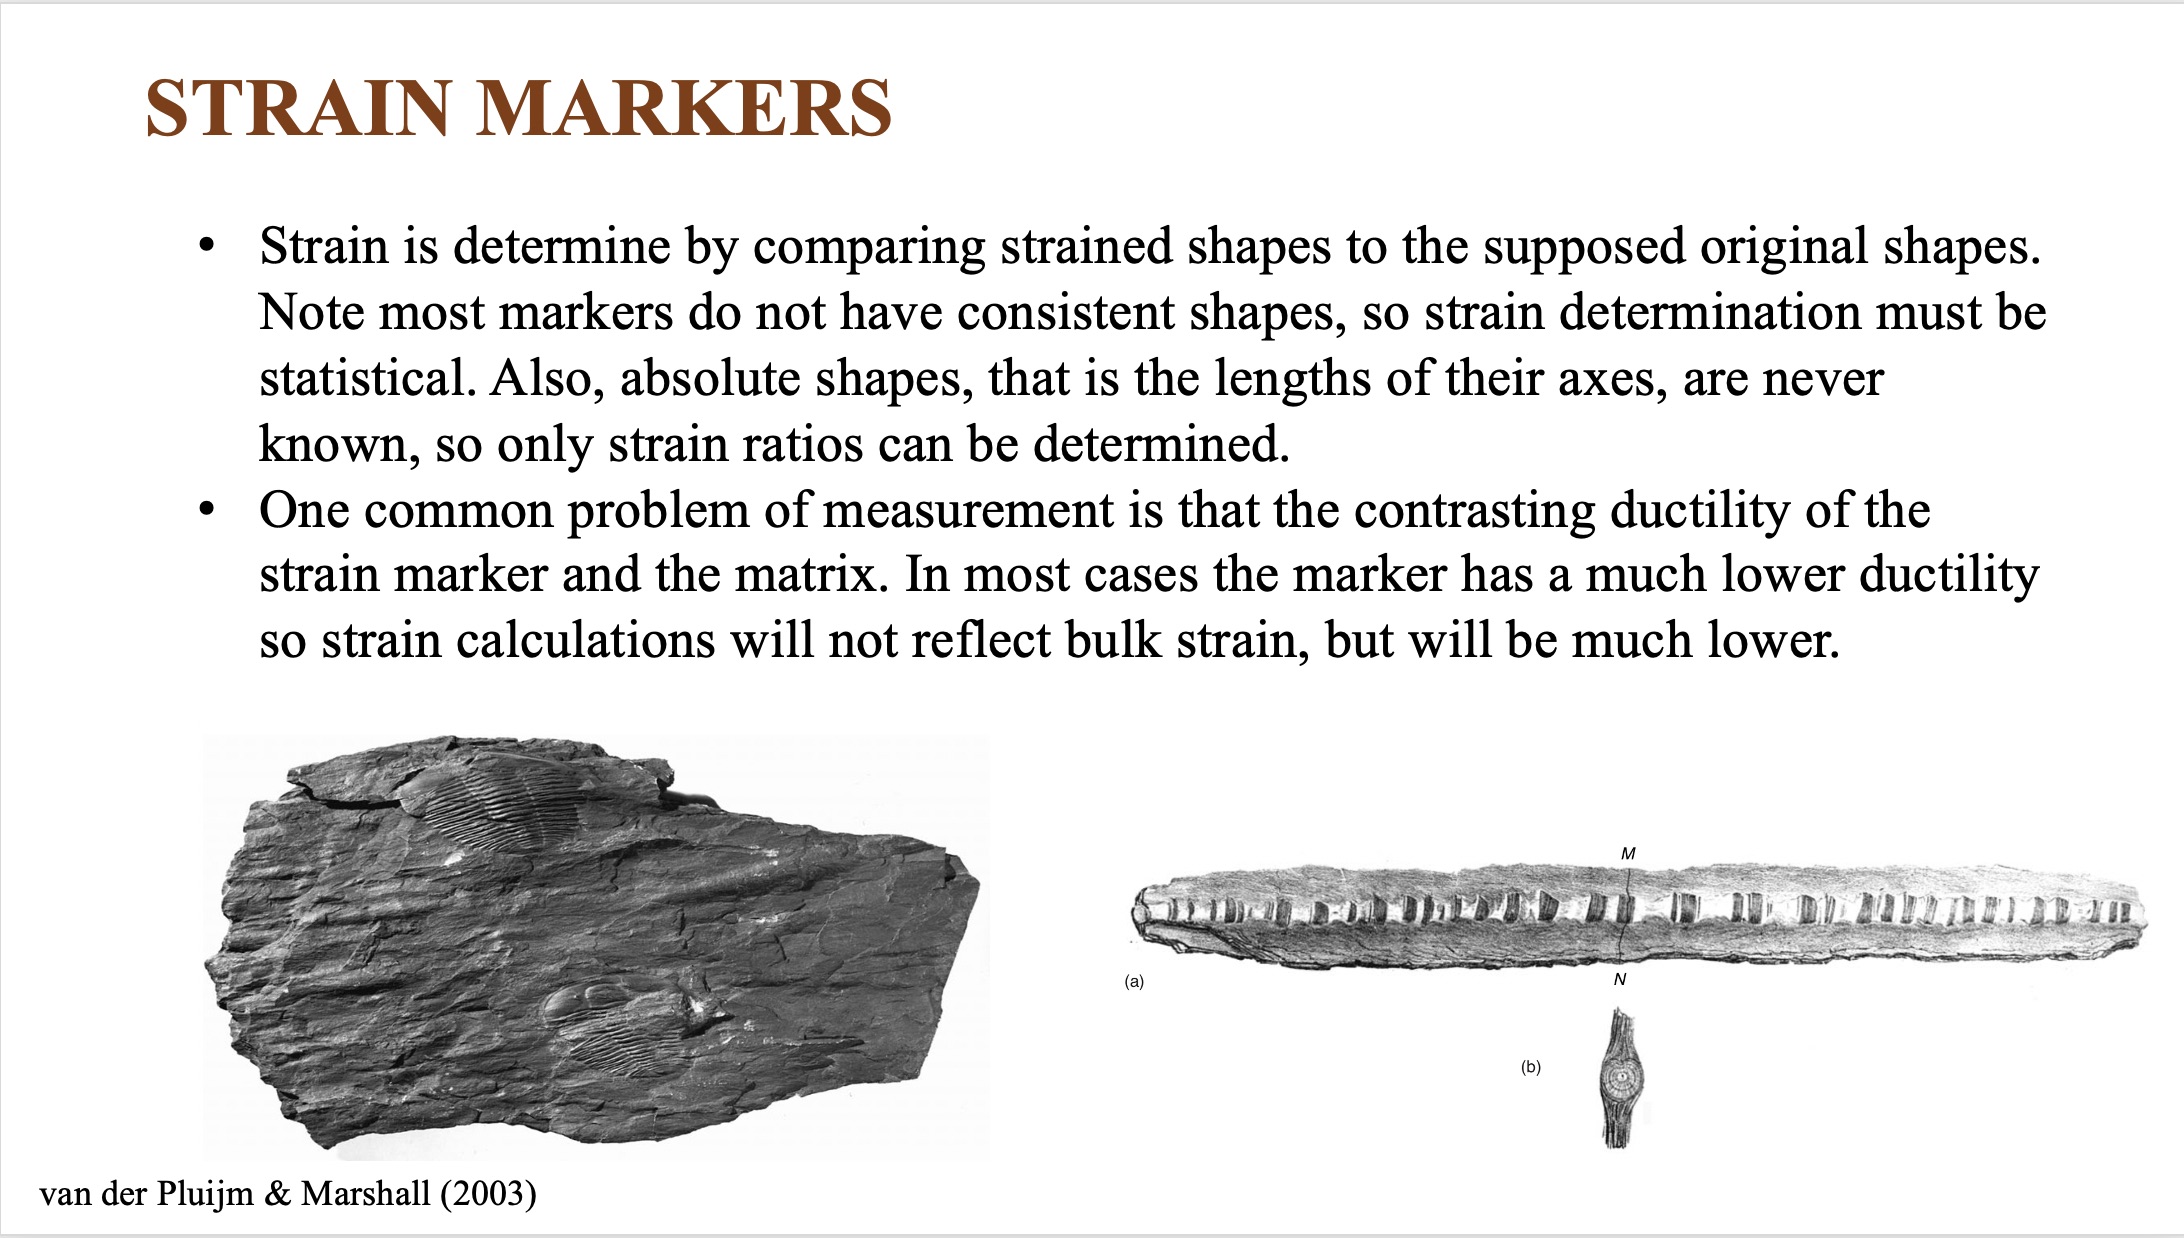 STRAIN MARKERS
• Strain is determine by comparing strained shapes to the supposed original shapes.
Note most markers do not have consistent shapes, so strain determination must be
statistical. Also, absolute shapes, that is the lengths of their axes, are never
known, so only strain ratios can be determined.
• One common problem of measurement is that the contrasting ductility of the
strain marker and the matrix. In most cases the marker has a much lower ductility
so strain calculations will not reflect bulk strain, but will be much lower.
M
(a)
N
(b)
van der Pluijm & Marshall (2003)